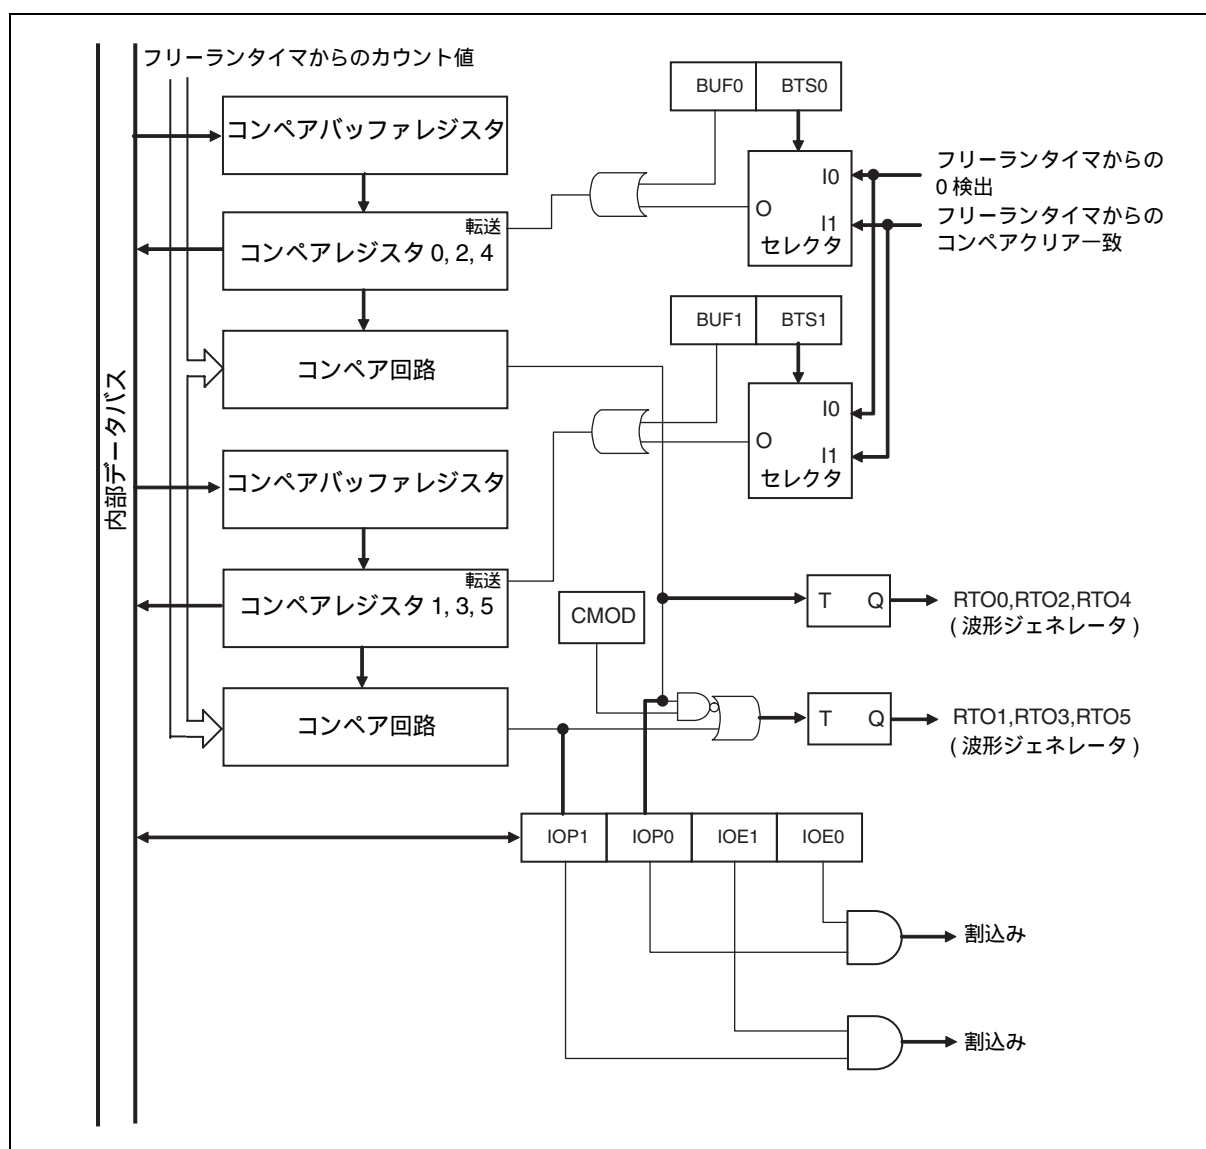 フリーランタイマからのカウント値
BUF0
BTS0
コンペアバッファレジスタ
I0
フリーランタイマからの
0 検出
O
転送
I1
フリーランタイマからの
コンペアレジスタ 0, 2, 4
セレクタ
コンペアクリア一致
BUF1
BTS1
コンペア回路
内部データバス
I0
O
I1
コンペアバッファレジスタ
セレクタ
転送
コンペアレジスタ 1, 3, 5
CMOD
T
Q
RTO0,RTO2,RTO4
( 波形ジェネレータ )
コンペア回路
T
Q
RTO1,RTO3,RTO5
( 波形ジェネレータ )
IOP1
IOP0
IOE1
IOE0
割込み
割込み